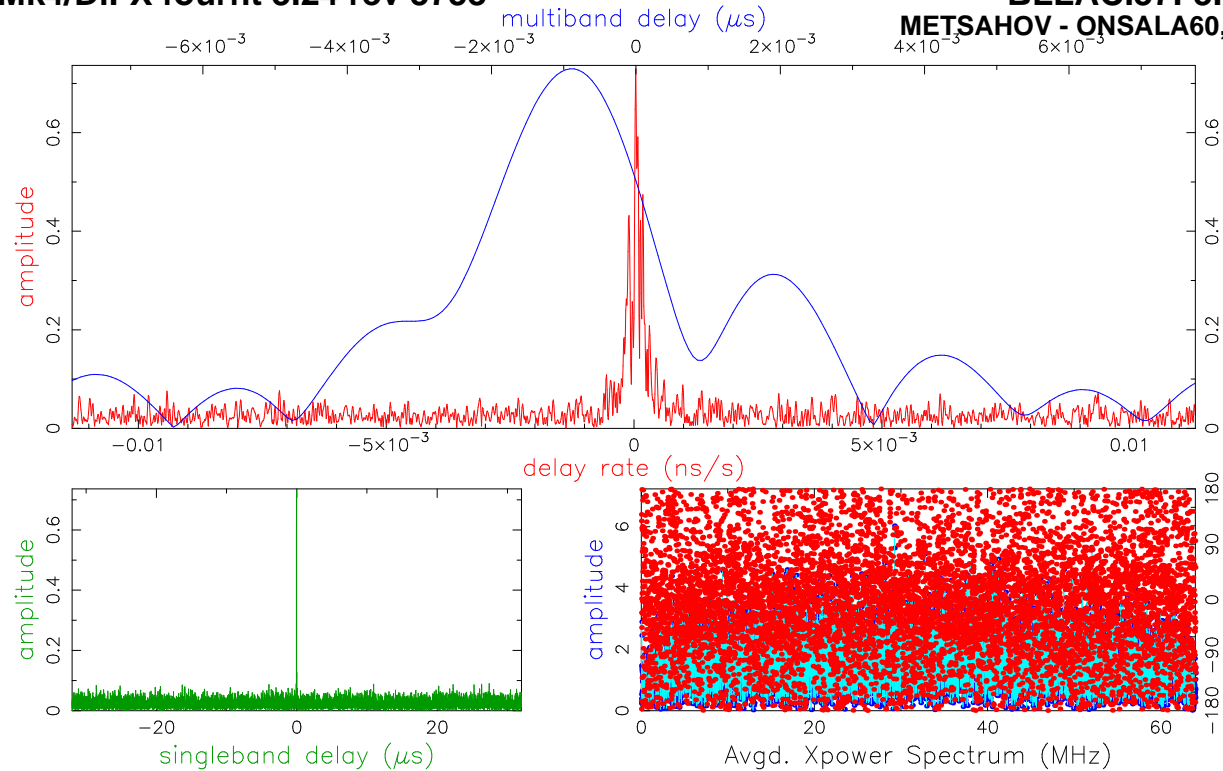 multiband delay (μs)
METSAHOV - ONSALA60,
−6×10⁻³ −4×10⁻³ −2×10⁻³ 0 2×10⁻³ 4×10⁻³ 6×10⁻³
amplitude
0 0.2 0.4 0.6
0 0.2 0.4 0.6
−0.01 −5×10⁻³ 0 5×10⁻³ 0.01
delay rate (ns/s)
amplitude
0 0.2 0.4 0.6
−20 0 20
singleband delay (μs)
amplitude
0 2 4 6
−180 −90 0 90 180
0 20 40 60
Avgd. Xpower Spectrum (MHz)